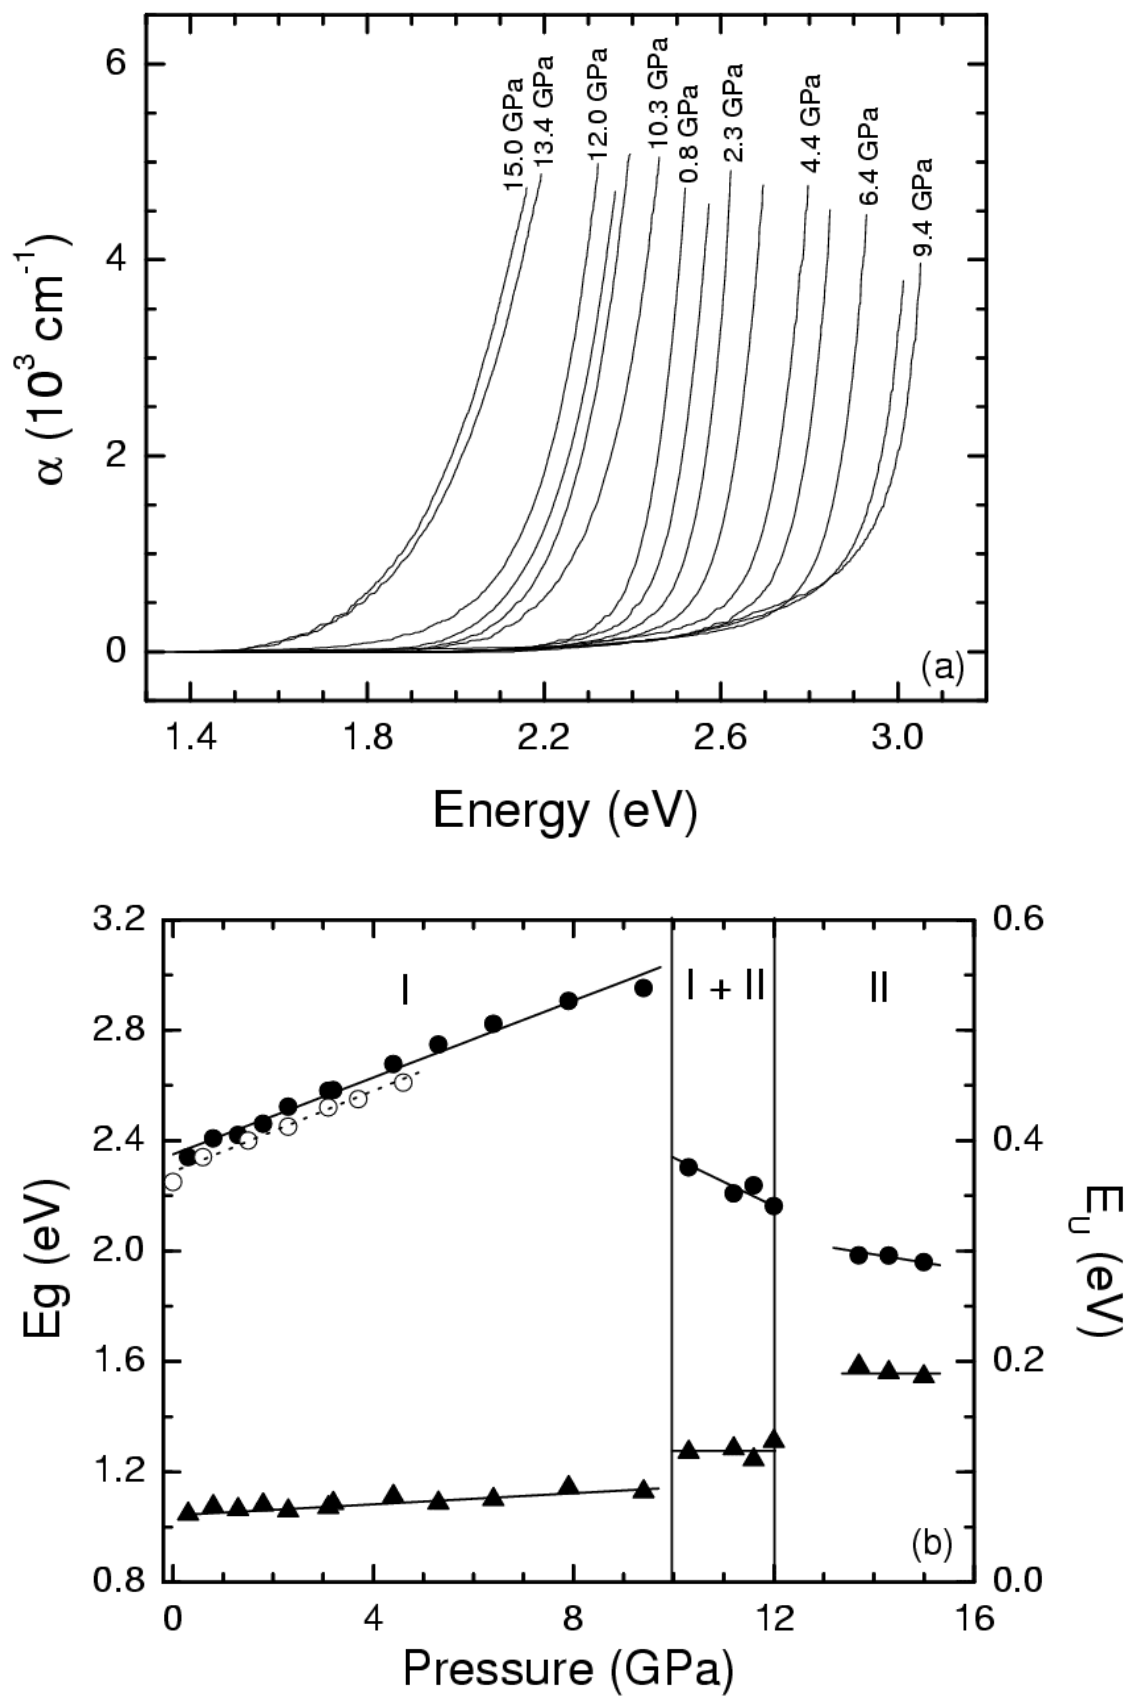 6
4
2
0
α (10³ cm⁻¹)
15.0 GPa
13.4 GPa
12.0 GPa
10.3 GPa
0.8 GPa
2.3 GPa
4.4 GPa
6.4 GPa
9.4 GPa
(a)
1.4 1.8 2.2 2.6 3.0
Energy (eV)
3.2
2.8
2.4
2.0
1.6
1.2
0.8
Eg (eV)
I
I + II
II
0.6
0.4
0.2
0.0
E_U (eV)
(b)
0 4 8 12 16
Pressure (GPa)